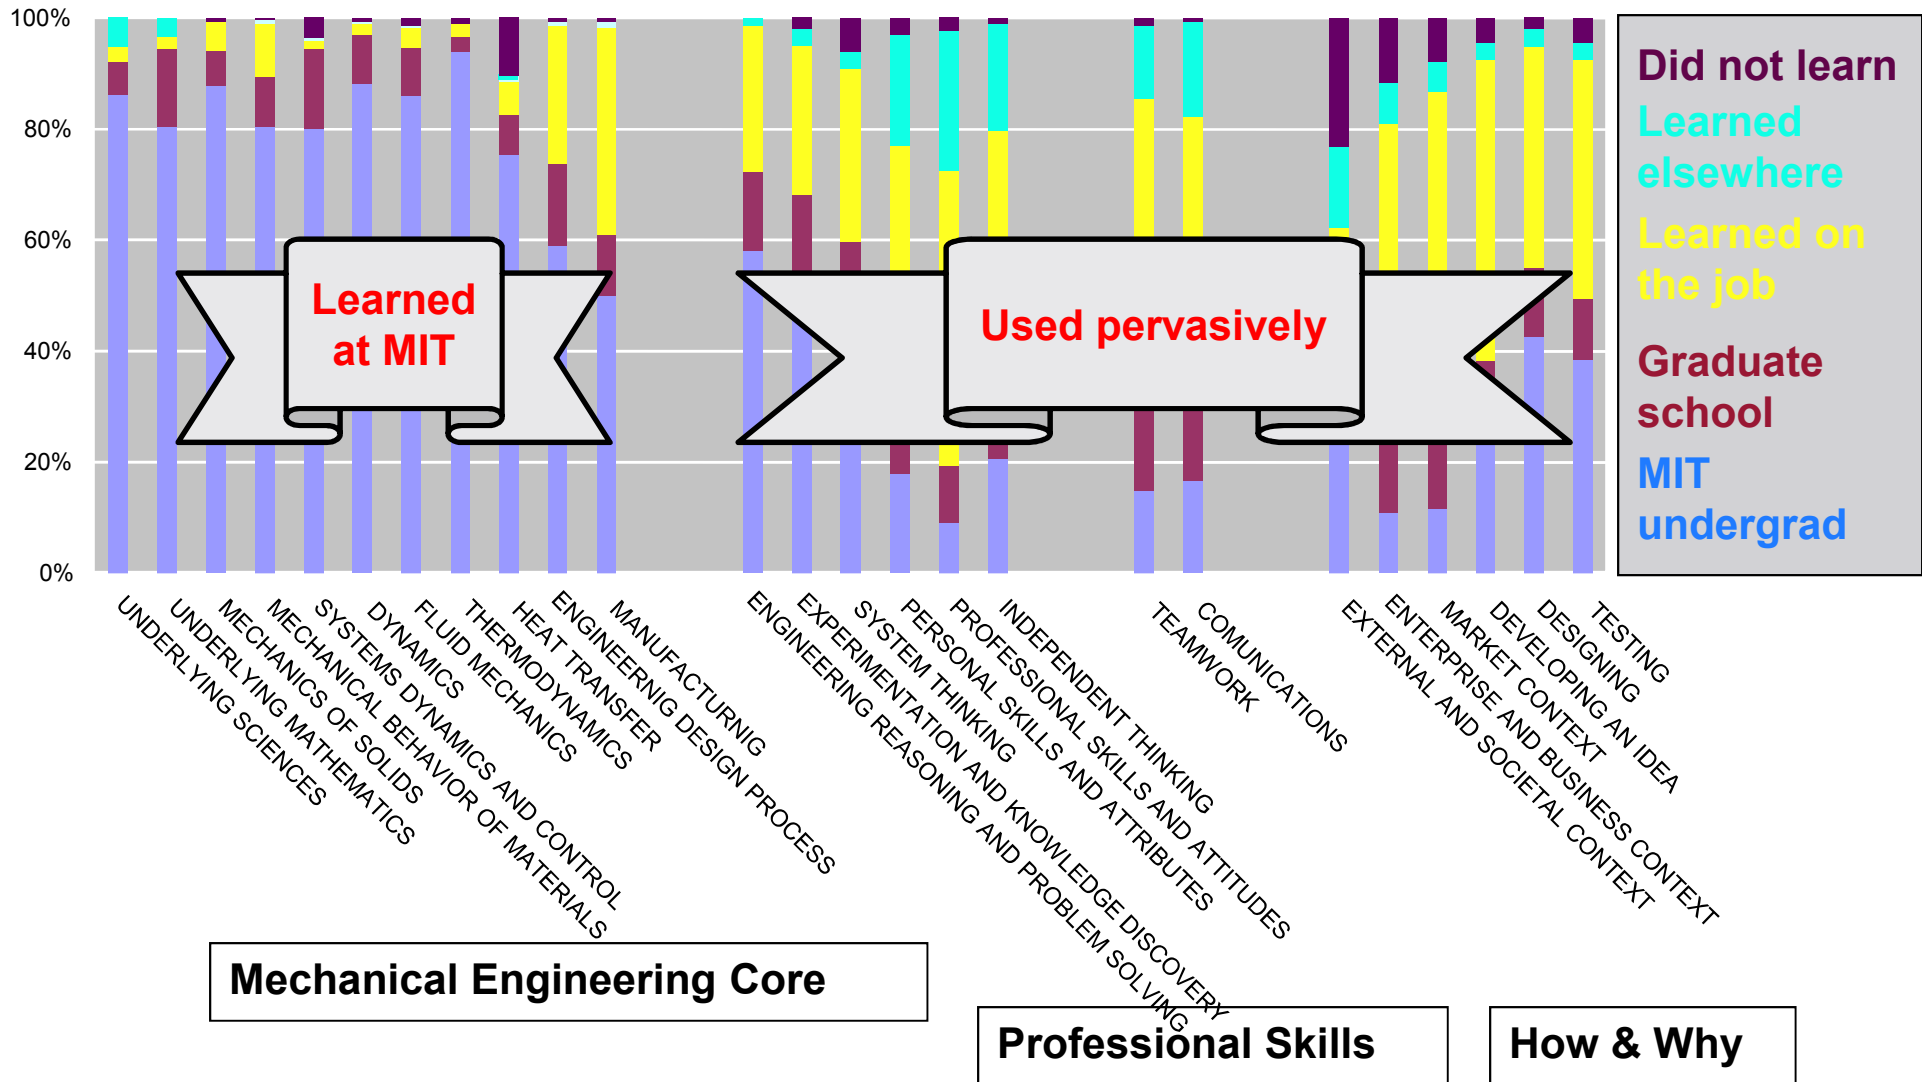 100%
80%
60%
40%
20%
0%
Learned
at MIT
Used pervasively
Did not learn
Learned
elsewhere
Learned on
the job
Graduate
school
MIT
undergrad
UNDERLYING SCIENCES
UNDERLYING MATHEMATICS
MECHANICS OF SOLIDS
MECHANICAL BEHAVIOR OF MATERIALS
SYSTEMS DYNAMICS AND CONTROL
DYNAMICS
FLUID MECHANICS
THERMODYNAMICS
HEAT TRANSFER
ENGINEERNIG DESIGN PROCESS
MANUFACTURNIG
ENGINEERING REASONING AND PROBLEM SOLVING
EXPERIMENTATION AND KNOWLEDGE DISCOVERY
SYSTEM THINKING
PERSONAL SKILLS AND ATTRIBUTES
PROFESSIONAL SKILLS AND ATTITUDES
INDEPENDENT THINKING
TEAMWORK
COMUNICATIONS
EXTERNAL AND SOCIETAL CONTEXT
ENTERPRISE AND BUSINESS CONTEXT
MARKET CONTEXT
DEVELOPING AN IDEA
DESIGNING
TESTING
Mechanical Engineering Core
Professional Skills
How & Why